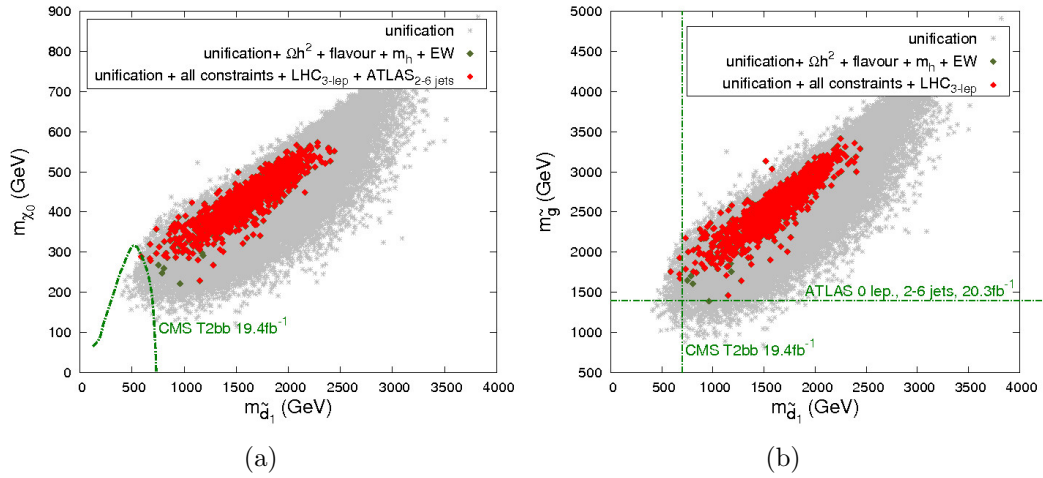 900
800
700
600
500
400
300
200
100
0
m_χ0 (GeV)
unification
unification+ Ωh² + flavour + m_h + EW
unification + all constraints + LHC_3-lep + ATLAS_2-6 jets
CMS T2bb 19.4fb⁻¹
0 500 1000 1500 2000 2500 3000 3500 4000
m_d̃₁ (GeV)
(a)
5000
4500
4000
3500
3000
2500
2000
1500
1000
500
0
m_g̃ (GeV)
unification
unification+ Ωh² + flavour + m_h + EW
unification + all constraints + LHC_3-lep
ATLAS 0 lep., 2-6 jets, 20.3fb⁻¹
CMS T2bb 19.4fb⁻¹
0 500 1000 1500 2000 2500 3000 3500 4000
m_d̃₁ (GeV)
(b)